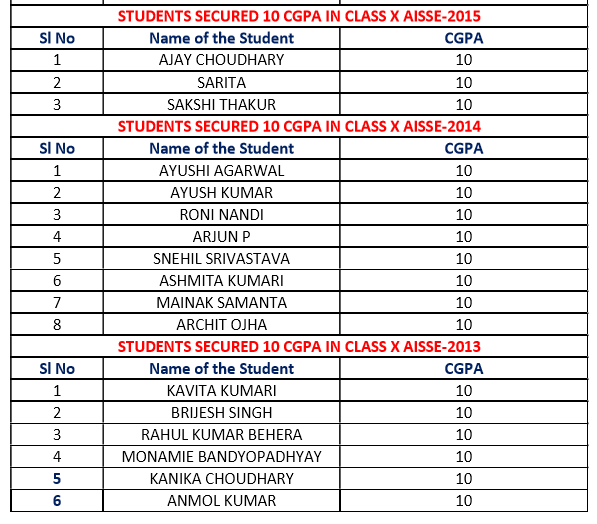 STUDENTS SECURED 10 CGPA IN CLASS X AISSE-2015
Sl No Name of the Student CGPA
1 AJAY CHOUDHARY 10
2 SARITA 10
3 SAKSHI THAKUR 10
STUDENTS SECURED 10 CGPA IN CLASS X AISSE-2014
Sl No Name of the Student CGPA
1 AYUSHI AGARWAL 10
2 AYUSH KUMAR 10
3 RONI NANDI 10
4 ARJUN P 10
5 SNEHIL SRIVASTAVA 10
6 ASHMITA KUMARI 10
7 MAINAK SAMANTA 10
8 ARCHIT OJHA 10
STUDENTS SECURED 10 CGPA IN CLASS X AISSE-2013
Sl No Name of the Student CGPA
1 KAVITA KUMARI 10
2 BRIJESH SINGH 10
3 RAHUL KUMAR BEHERA 10
4 MONAMIE BANDYOPADHYAY 10
5 KANIKA CHOUDHARY 10
6 ANMOL KUMAR 10